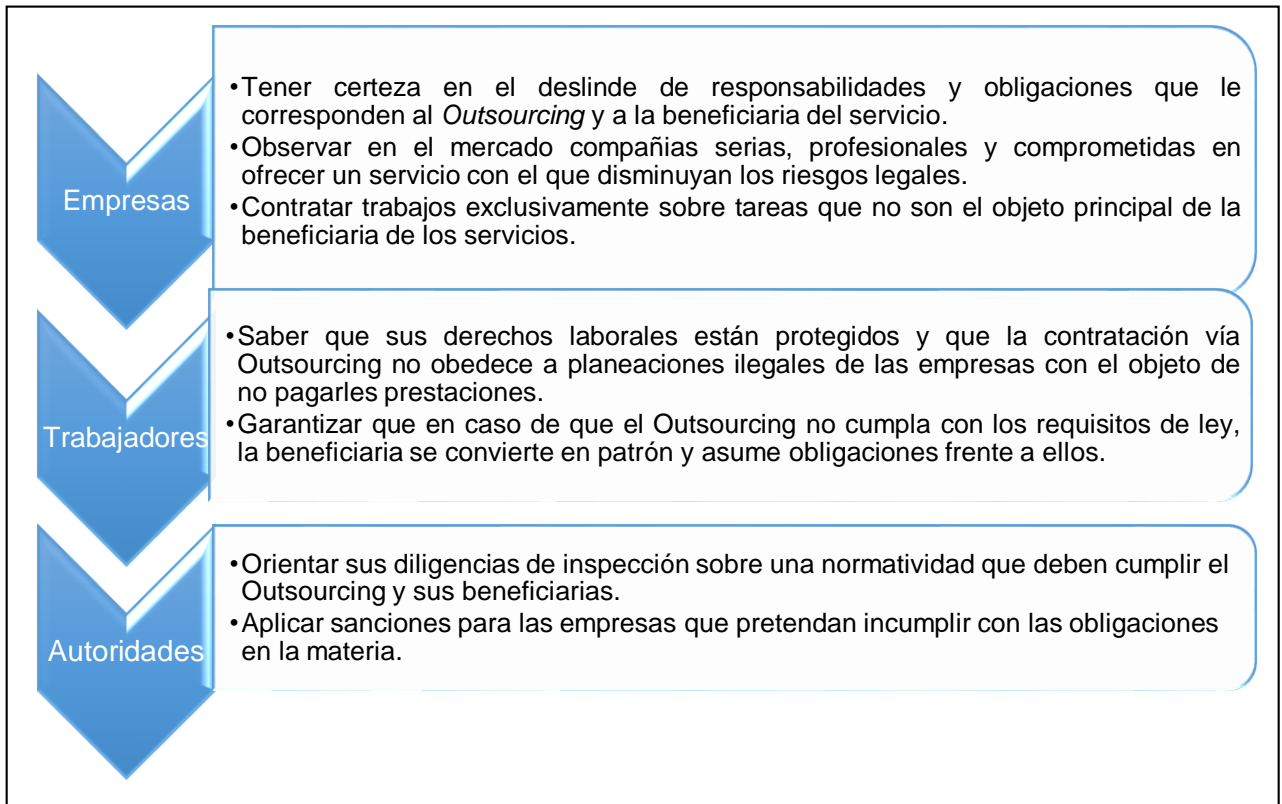 Empresas
•Tener certeza en el deslinde de responsabilidades y obligaciones que le
corresponden al Outsourcing y a la beneficiaria del servicio.
•Observar en el mercado compañias serias, profesionales y comprometidas en
ofrecer un servicio con el que disminuyan los riesgos legales.
•Contratar trabajos exclusivamente sobre tareas que no son el objeto principal de la
beneficiaria de los servicios.
Trabajadores
•Saber que sus derechos laborales están protegidos y que la contratación vía
Outsourcing no obedece a planeaciones ilegales de las empresas con el objeto de
no pagarles prestaciones.
•Garantizar que en caso de que el Outsourcing no cumpla con los requisitos de ley,
la beneficiaria se convierte en patrón y asume obligaciones frente a ellos.
Autoridades
•Orientar sus diligencias de inspección sobre una normatividad que deben cumplir el
Outsourcing y sus beneficiarias.
•Aplicar sanciones para las empresas que pretendan incumplir con las obligaciones
en la materia.